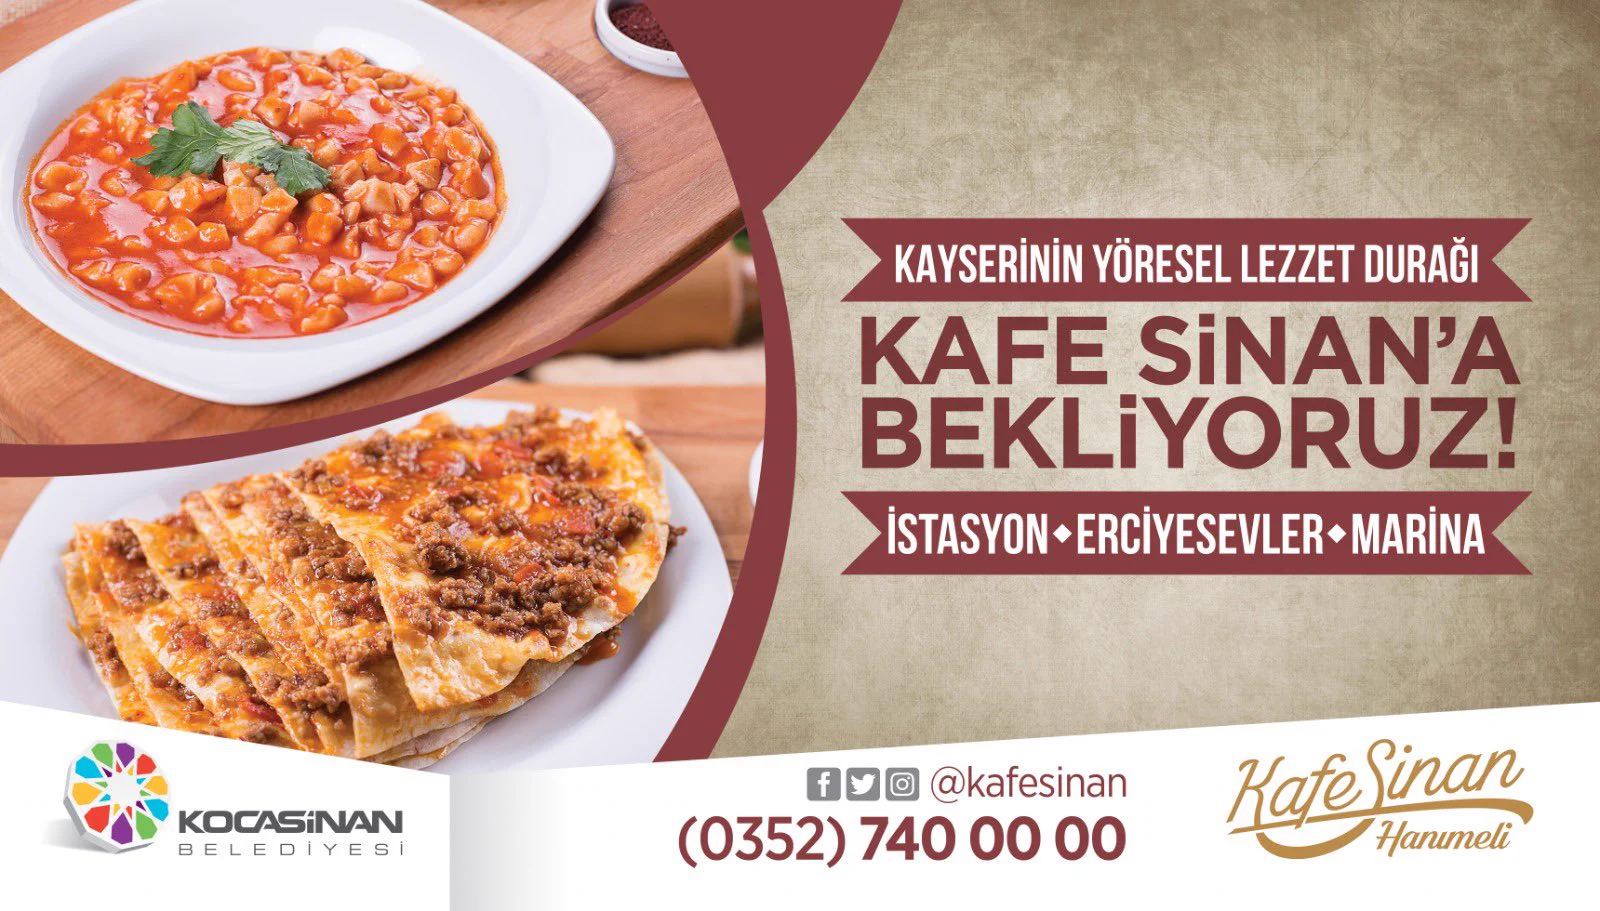 KAYSERİNİN YÖRESEL LEZZET DURAĞI
KAFE SİNAN'A
BEKLİYORUZ!
İSTASYON◆ERCİYESEVLER◆MARİNA
KOCASİNAN
BELEDİYESİ
@kafesinan
(0352) 740 00 00
Kafe Sinan
Hanımeli